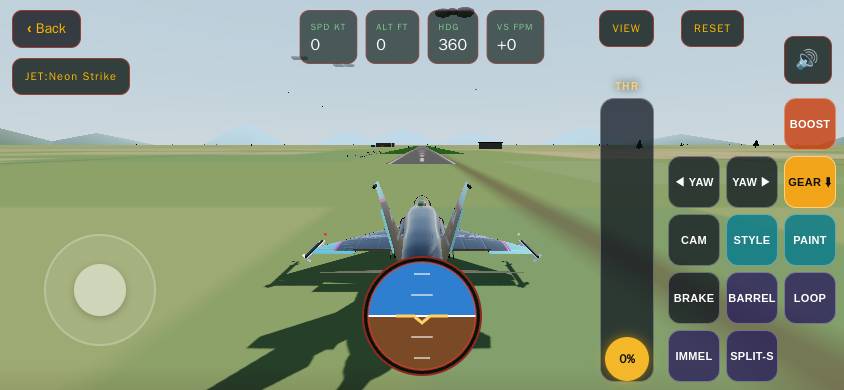 ‹ Back
JET:Neon Strike
SPD KT
0
ALT FT
0
HDG
360
VS FPM
+0
VIEW
RESET
THR
0%
BOOST
◀ YAW
YAW ▶
GEAR ⬇
CAM
STYLE
PAINT
BRAKE
BARREL
LOOP
IMMEL
SPLIT-S